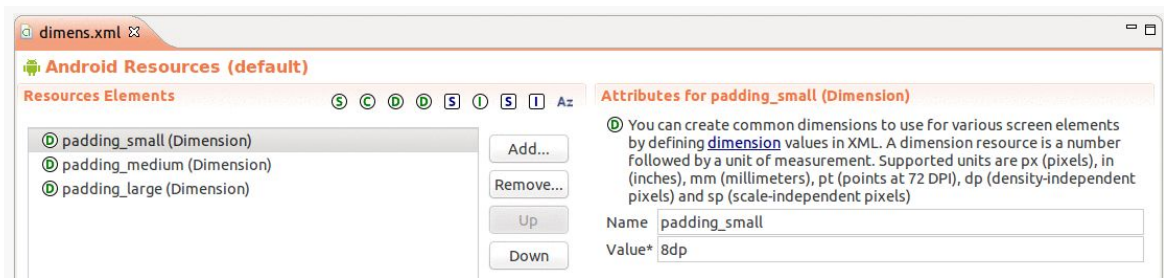 dimens.xml
Android Resources (default)
Resources Elements
S C D D S I S I Az
D padding_small (Dimension)
D padding_medium (Dimension)
D padding_large (Dimension)
Add...
Remove...
Up
Down
Attributes for padding_small (Dimension)
D You can create common dimensions to use for various screen elements
by defining dimension values in XML. A dimension resource is a number
followed by a unit of measurement. Supported units are px (pixels), in
(inches), mm (millimeters), pt (points at 72 DPI), dp (density-independent
pixels) and sp (scale-independent pixels)
Name padding_small
Value* 8dp